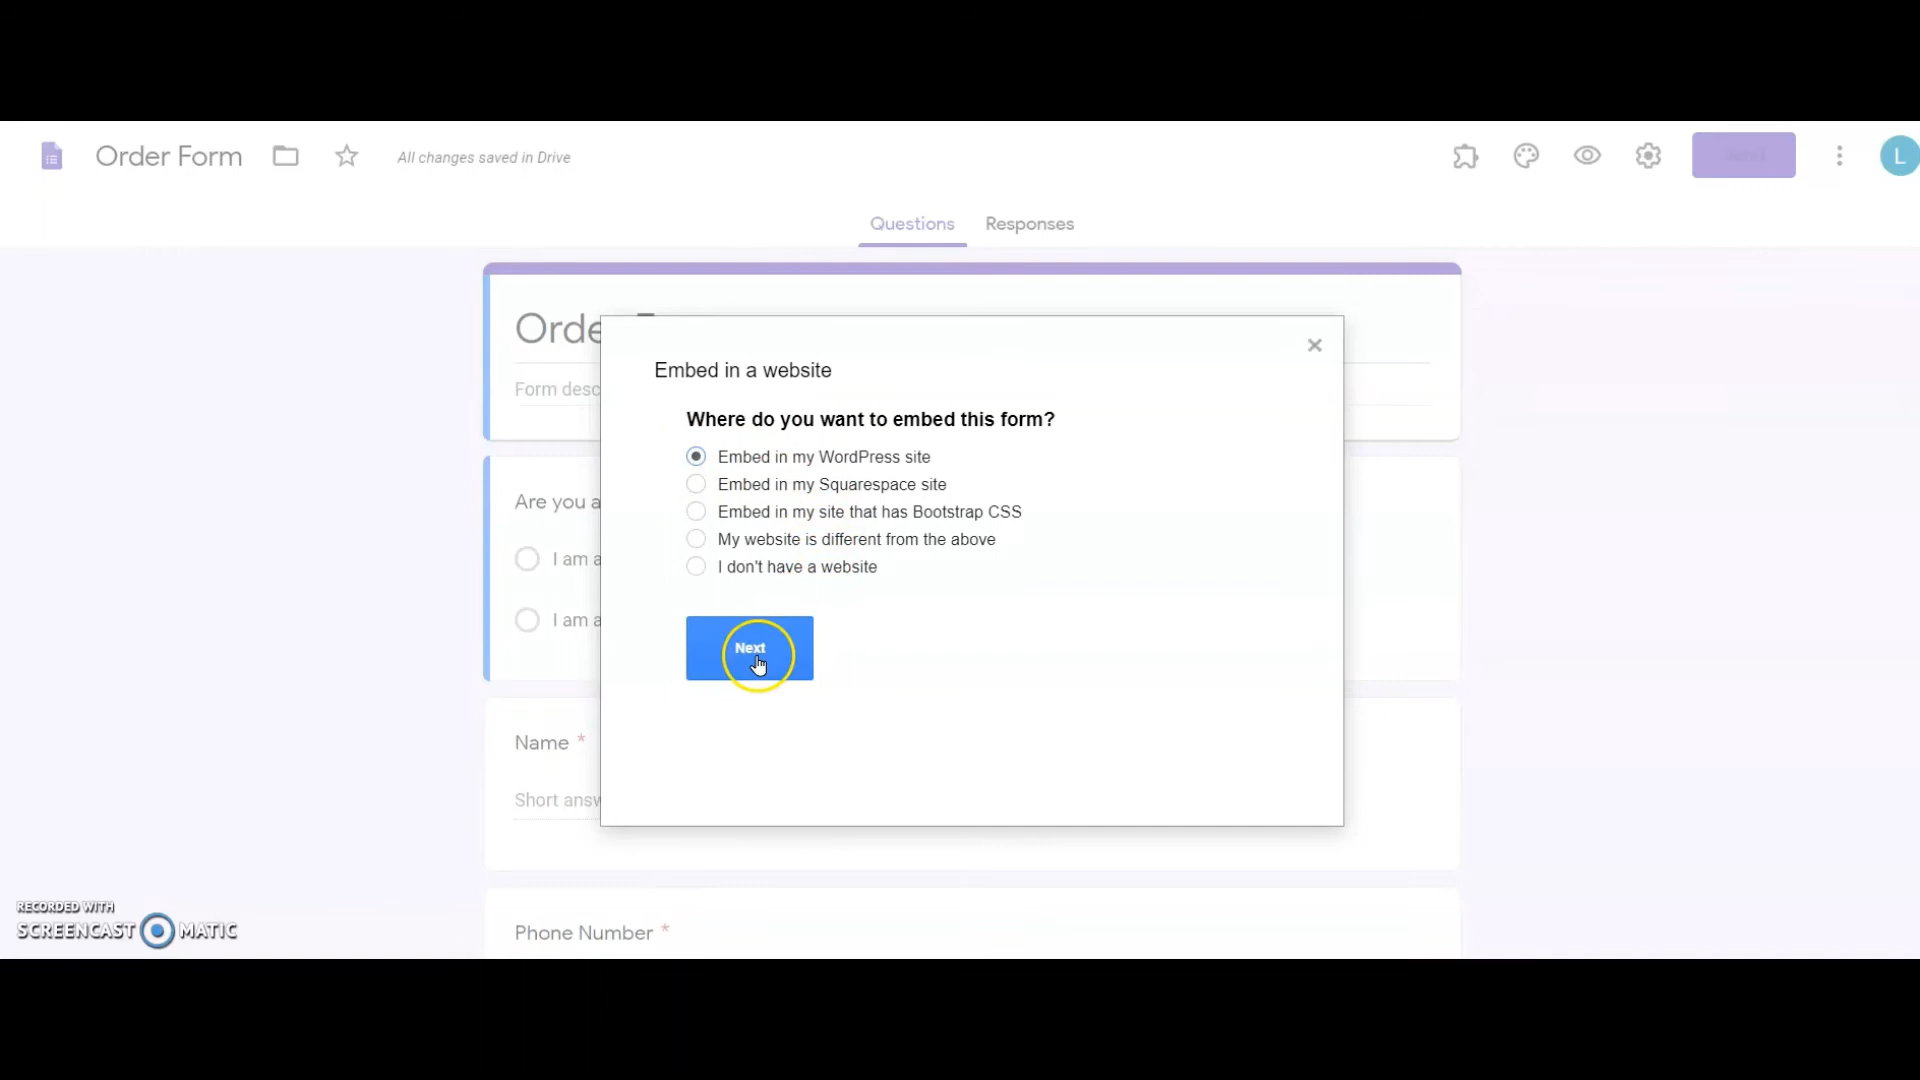 Order Form
All changes saved in Drive
L
Questions
Responses
Orde
Form desc
Embed in a website
Where do you want to embed this form?
Embed in my WordPress site
Embed in my Squarespace site
Embed in my site that has Bootstrap CSS
My website is different from the above
I don't have a website
Next
Are you a
I am a
I am a
Name *
Short answ
Phone Number *
RECORDED WITH
SCREENCAST MATIC